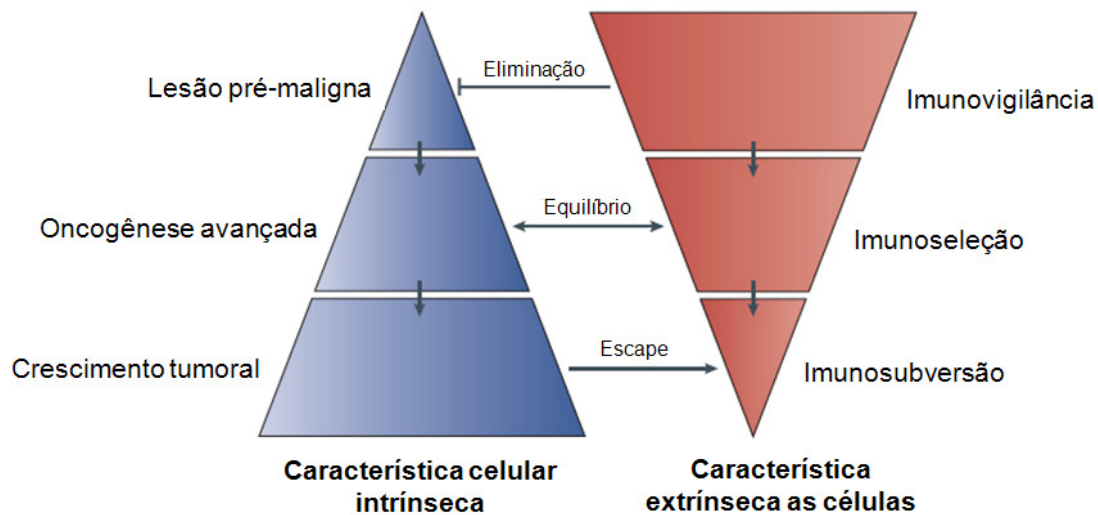 Lesão pré-maligna
Eliminação
Imunovigilância
Oncogênese avançada
Equilíbrio
Imunoseleção
Crescimento tumoral
Escape
Imunosubversão
Característica celular
intrínseca
Característica
extrínseca as células